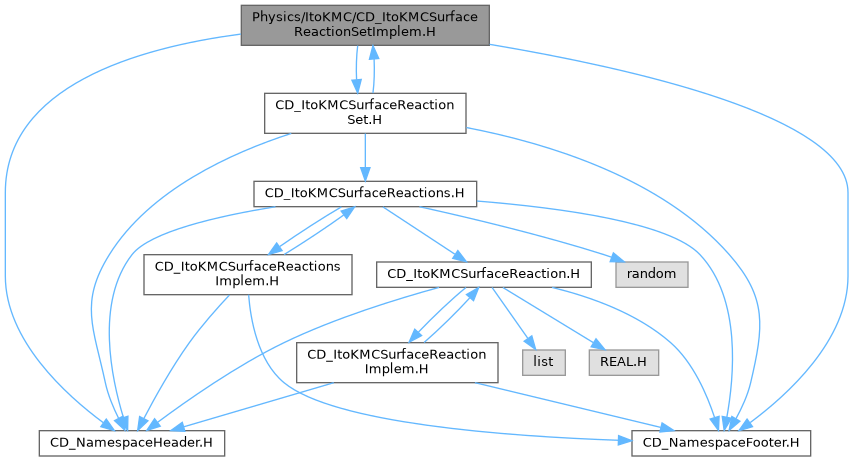 Physics/ItoKMC/CD_ItoKMCSurface
ReactionSetImplem.H
CD_ItoKMCSurfaceReaction
Set.H
CD_ItoKMCSurfaceReactions.H
CD_ItoKMCSurfaceReactions
Implem.H
CD_ItoKMCSurfaceReaction.H
random
CD_ItoKMCSurfaceReaction
Implem.H
list
REAL.H
CD_NamespaceHeader.H
CD_NamespaceFooter.H